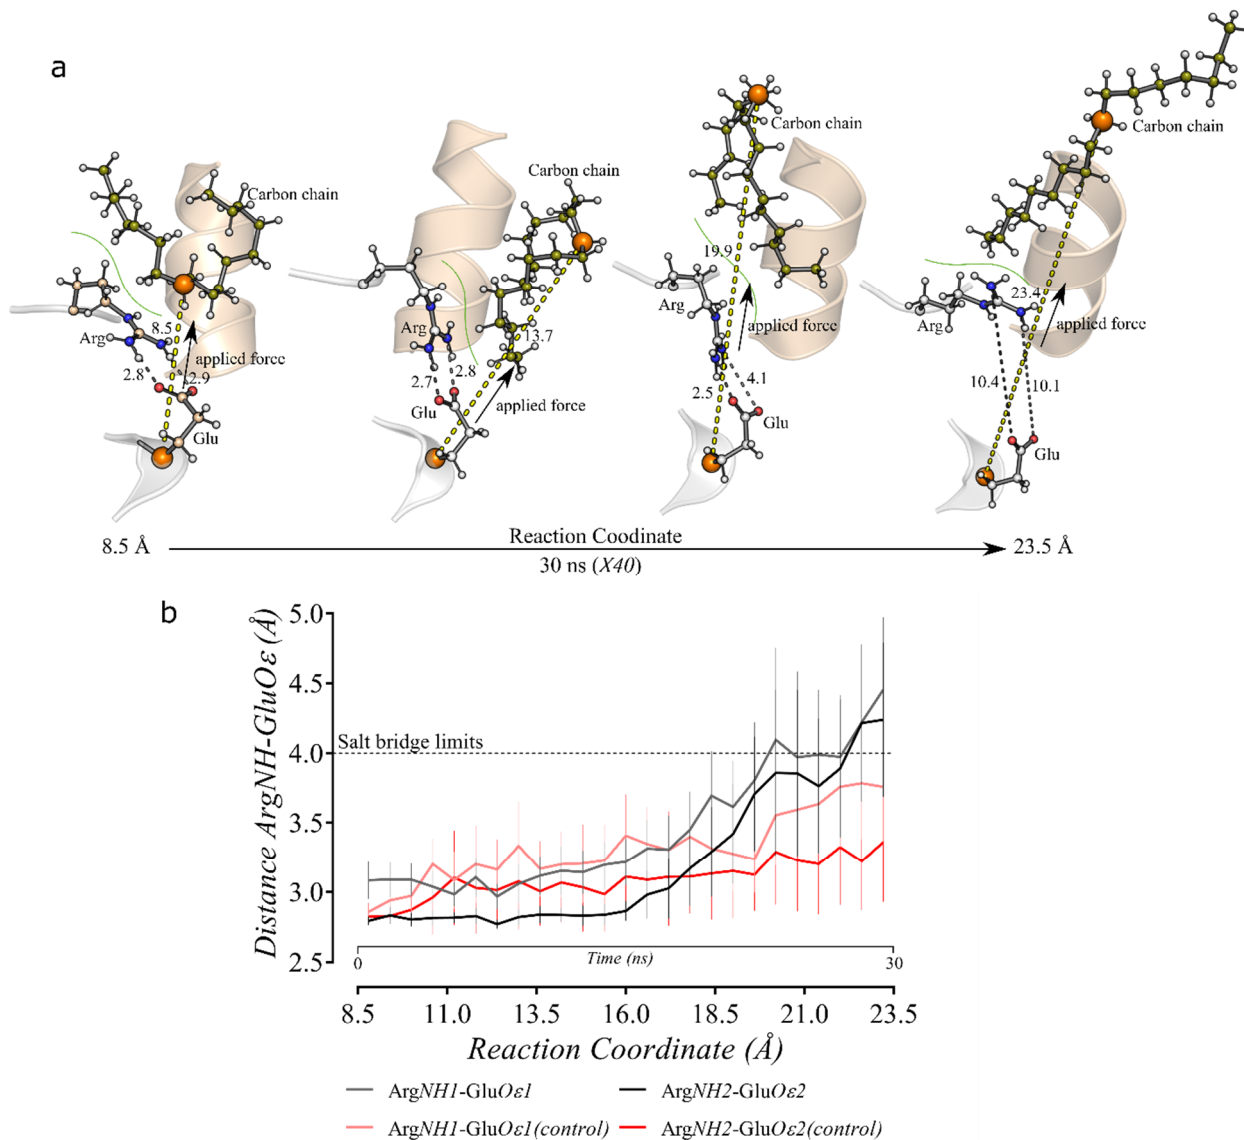 a
Carbon chain
8.5
Arg
applied force
2.8
2.9
Glu
Carbon chain
Arg
13.7
2.7
2.8
Glu
applied force
Carbon chain
19.9
Arg
applied force
2.5
4.1
Glu
Carbon chain
23.4
Arg
applied force
10.4
10.1
Glu
8.5 Å
Reaction Coodinate
30 ns (X40)
23.5 Å
b
Distance ArgNH-GluOε (Å)
5.0
4.5
4.0
3.5
3.0
2.5
Salt bridge limits
0
Time (ns)
30
8.5 11.0 13.5 16.0 18.5 21.0 23.5
Reaction Coordinate (Å)
ArgNH1-GluOε1 ArgNH2-GluOε2
ArgNH1-GluOε1(control) ArgNH2-GluOε2(control)